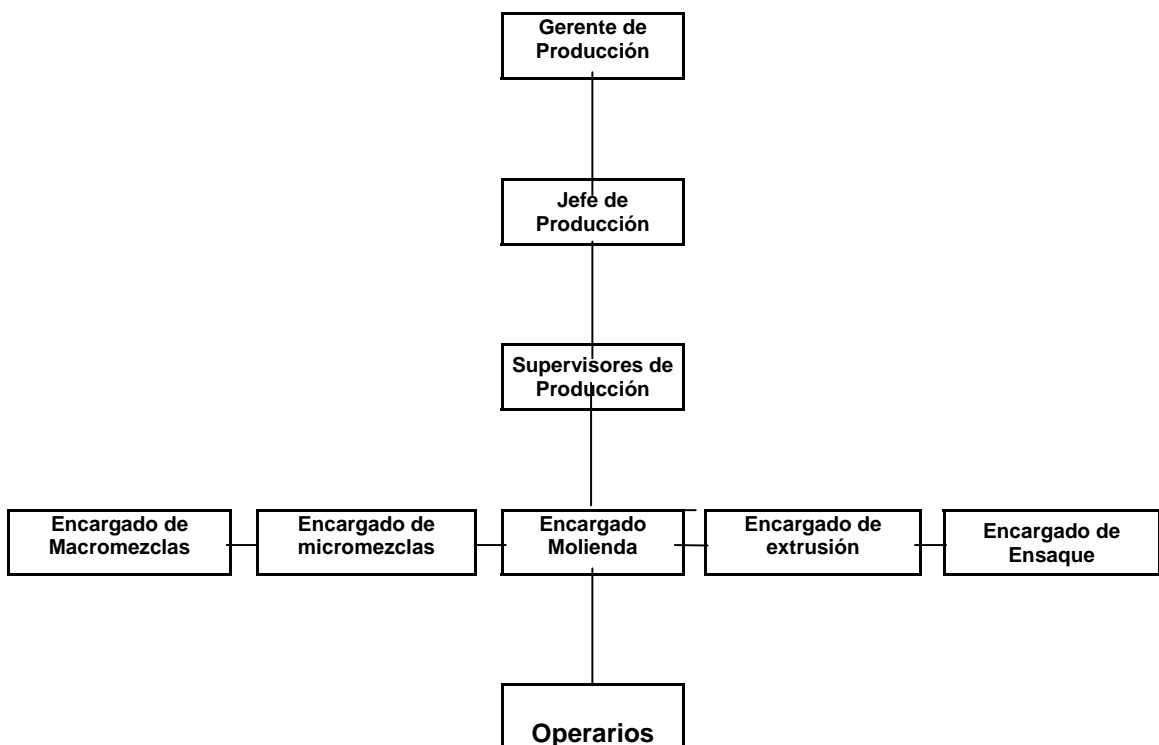 Gerente de
Producción
Jefe de
Producción
Supervisores de
Producción
Encargado de
Macromezclas
Encargado de
micromezclas
Encargado
Molienda
Encargado de
extrusión
Encargado de
Ensaque
Operarios